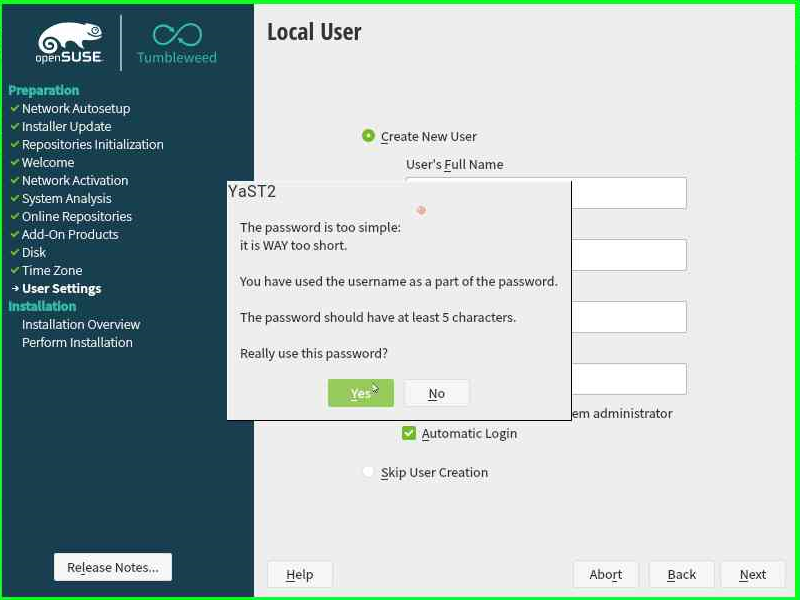 openSUSE
Tumbleweed
Preparation
Network Autosetup
Installer Update
Repositories Initialization
Welcome
Network Activation
System Analysis
Online Repositories
Add-On Products
Disk
Time Zone
User Settings
Installation
Installation Overview
Perform Installation
Release Notes...
Local User
Create New User
User's Full Name
YaST2
The password is too simple:
it is WAY too short.
You have used the username as a part of the password.
The password should have at least 5 characters.
Really use this password?
Yes
No
em administrator
Automatic Login
Skip User Creation
Help
Abort
Back
Next